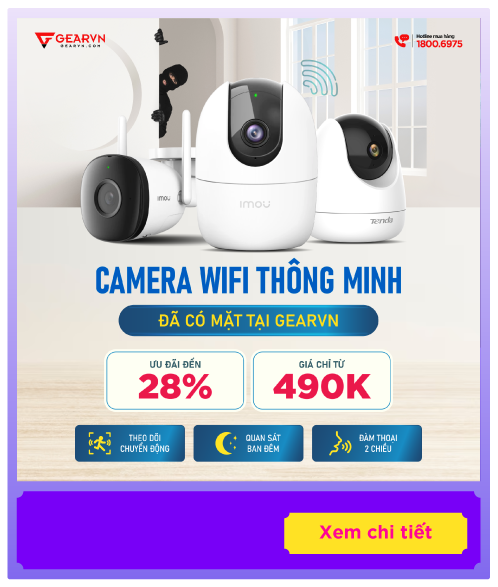 GEARVN
GEARVN.COM
Hotline mua hàng
1800.6975
imou
Tenda
CAMERA WIFI THÔNG MINH
ĐÃ CÓ MẶT TẠI GEARVN
ƯU ĐÃI ĐẾN
28%
GIÁ CHỈ TỪ
490K
THEO DÕI
CHUYỂN ĐỘNG
QUAN SÁT
BAN ĐÊM
ĐÀM THOẠI
2 CHIỀU
Xem chi tiết